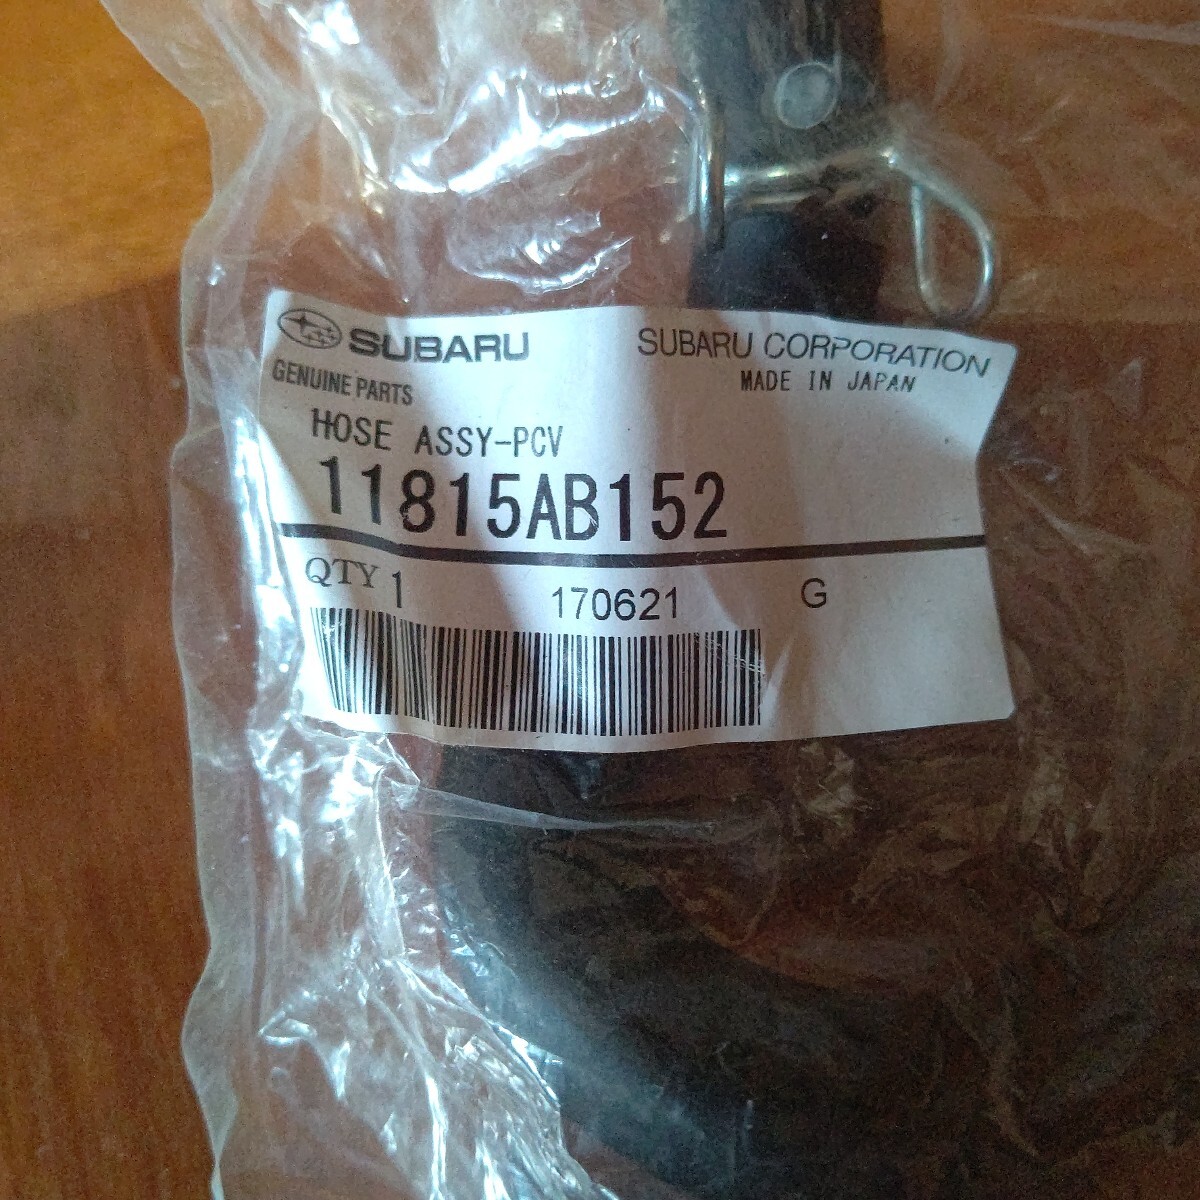 SUBARU SUBARU CORPORATION
GENUINE PARTS MADE IN JAPAN
HOSE ASSY-PCV
11815AB152
QTY 1 170621 G